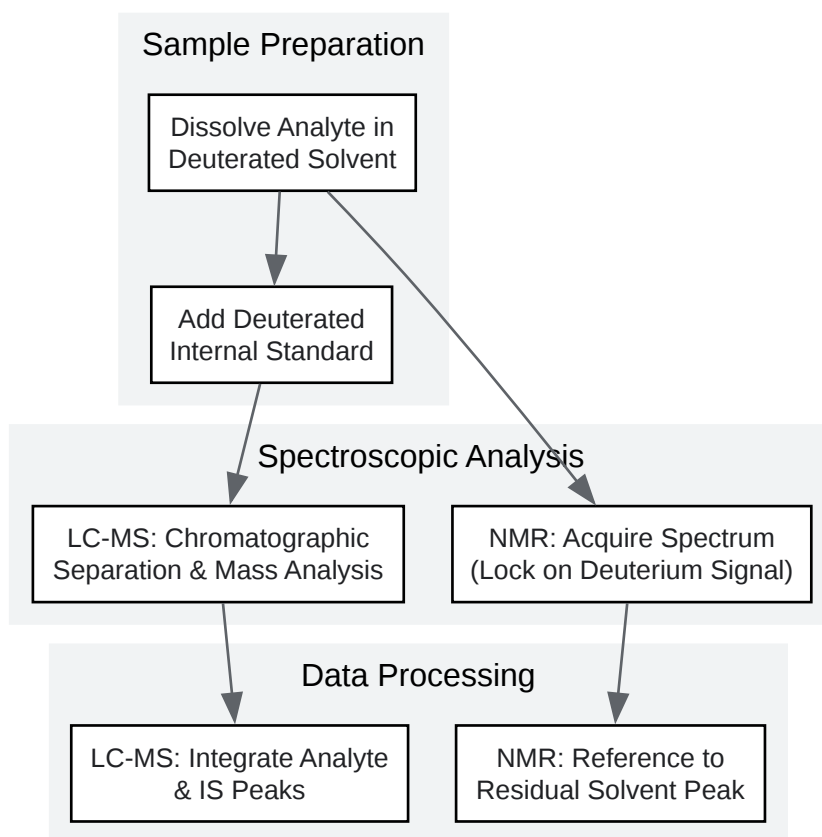 Sample Preparation
Dissolve Analyte in
Deuterated Solvent
Add Deuterated
Internal Standard
Spectroscopic Analysis
LC-MS: Chromatographic
Separation & Mass Analysis
NMR: Acquire Spectrum
(Lock on Deuterium Signal)
Data Processing
LC-MS: Integrate Analyte
& IS Peaks
NMR: Reference to
Residual Solvent Peak